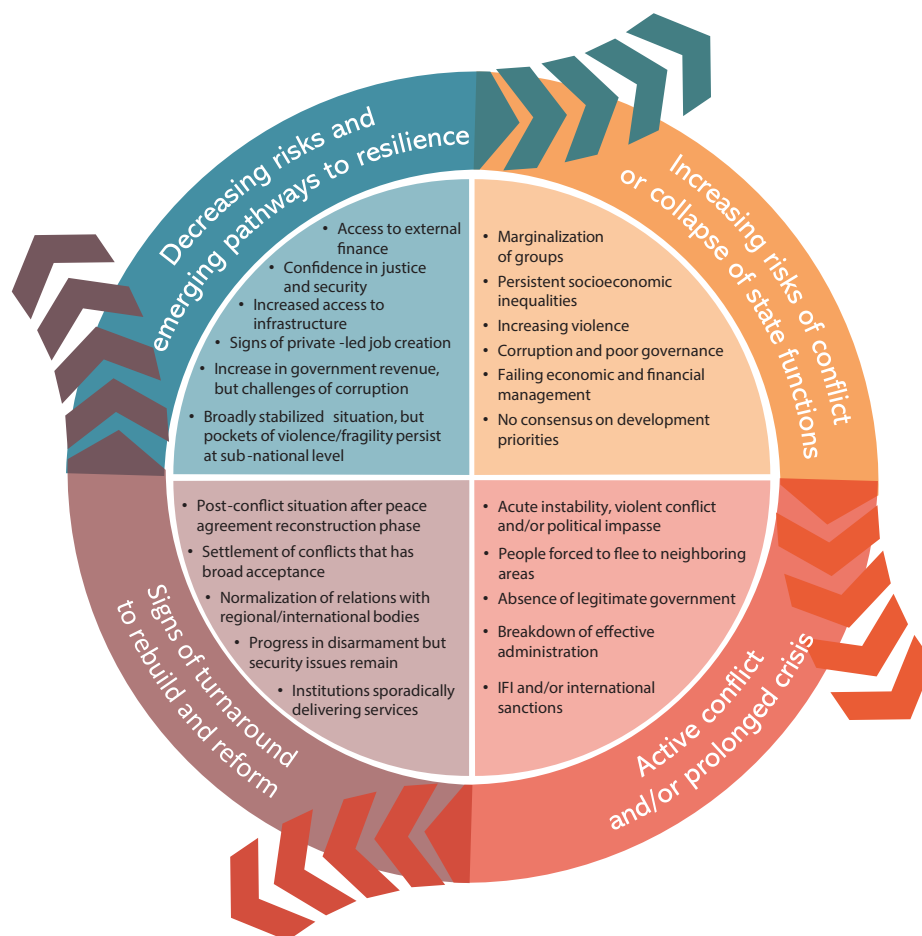 Decreasing risks and
emerging pathways to resilience
• Access to external
finance
• Confidence in justice
and security
• Increased access to
infrastructure
• Signs of private -led job creation
• Increase in government revenue,
but challenges of corruption
• Broadly stabilized situation, but
pockets of violence/fragility persist
at sub-national level
Increasing risks of conflict
or collapse of state functions
• Marginalization
of groups
• Persistent socioeconomic
inequalities
• Increasing violence
• Corruption and poor governance
• Failing economic and financial
management
• No consensus on development
priorities
• Post-conflict situation after peace
agreement reconstruction phase
• Settlement of conflicts that has
broad acceptance
• Normalization of relations with
regional/international bodies
• Progress in disarmament but
security issues remain
• Institutions sporadically
delivering services
Signs of turnaround
to rebuild and reform
• Acute instability, violent conflict
and/or political impasse
• People forced to flee to neighboring
areas
• Absence of legitimate government
• Breakdown of effective
administration
• IFI and/or international
sanctions
Active conflict
and/or prolonged crisis